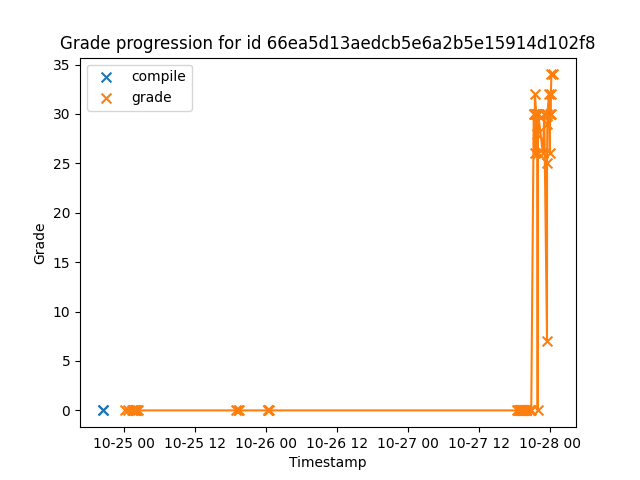 Grade progression for id 66ea5d13aedcb5e6a2b5e15914d102f8
compile
grade
Grade
35
30
25
20
15
10
5
0
10-25 00 10-25 12 10-26 00 10-26 12 10-27 00 10-27 12 10-28 00
Timestamp